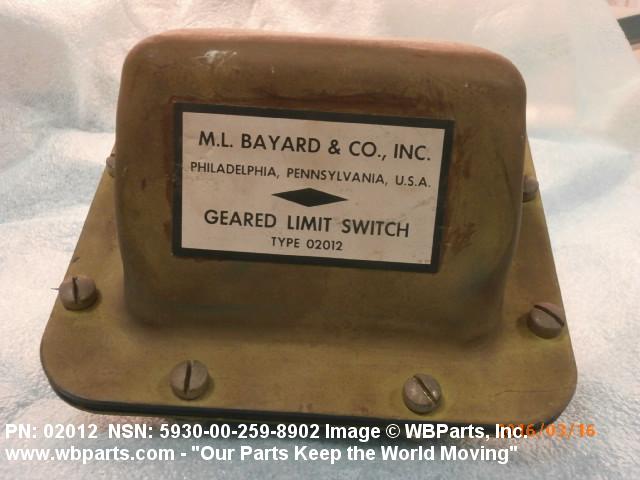 M.L. BAYARD & CO., INC.
PHILADELPHIA, PENNSYLVANIA, U.S.A.
GEARED LIMIT SWITCH
TYPE 02012
PN: 02012 NSN: 5930-00-259-8902 Image © WBParts, Inc.
www.wbparts.com - "Our Parts Keep the World Moving"